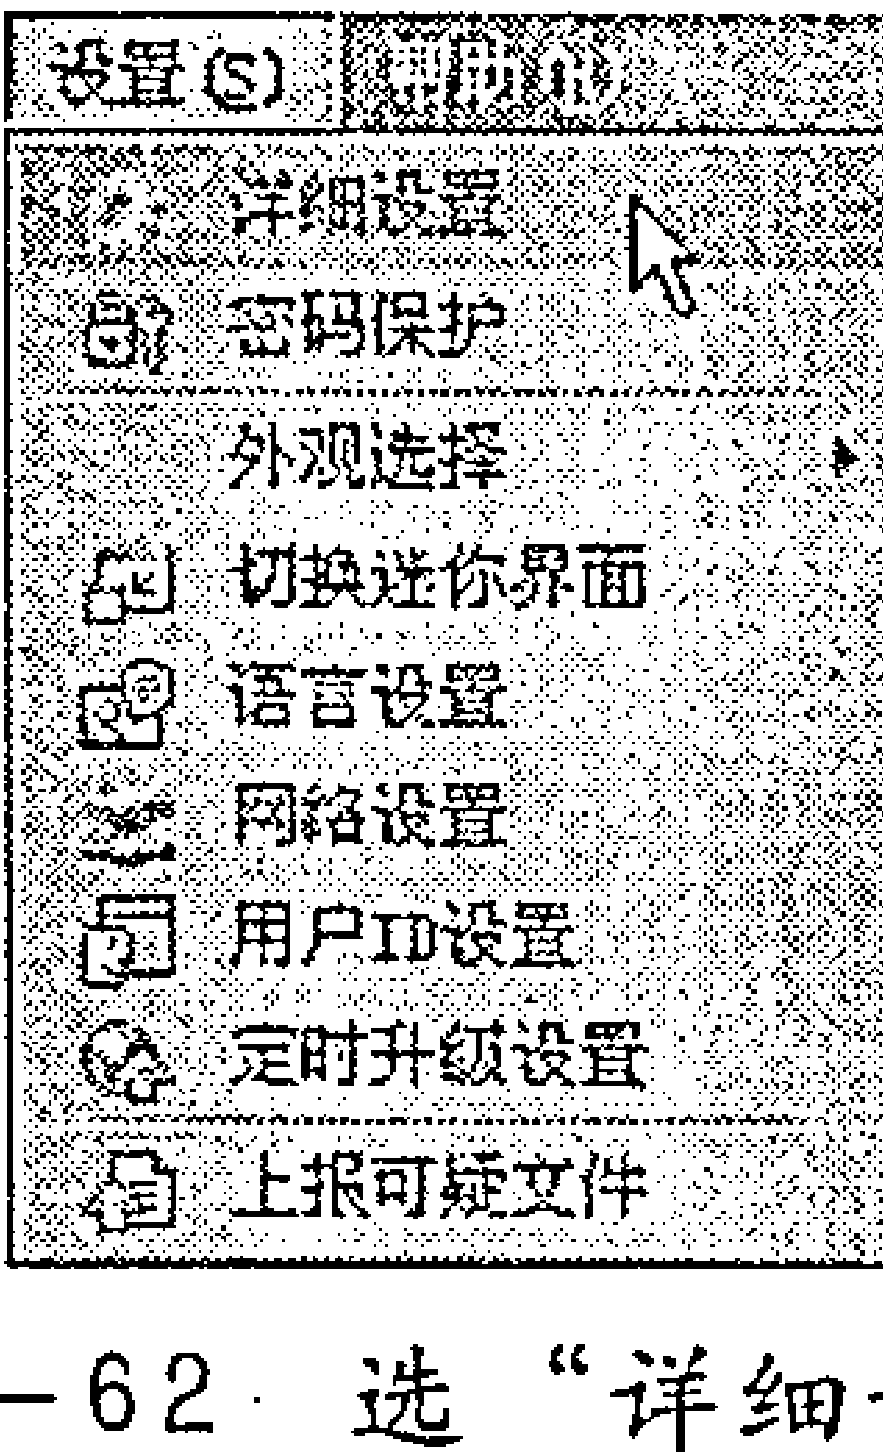 设置(S)
详细设置
密码保护
外观选择
切换迷你界面
语言设置
网络设置
用户ID设置
定时升级设置
上报可疑文件
-62 选 “详细